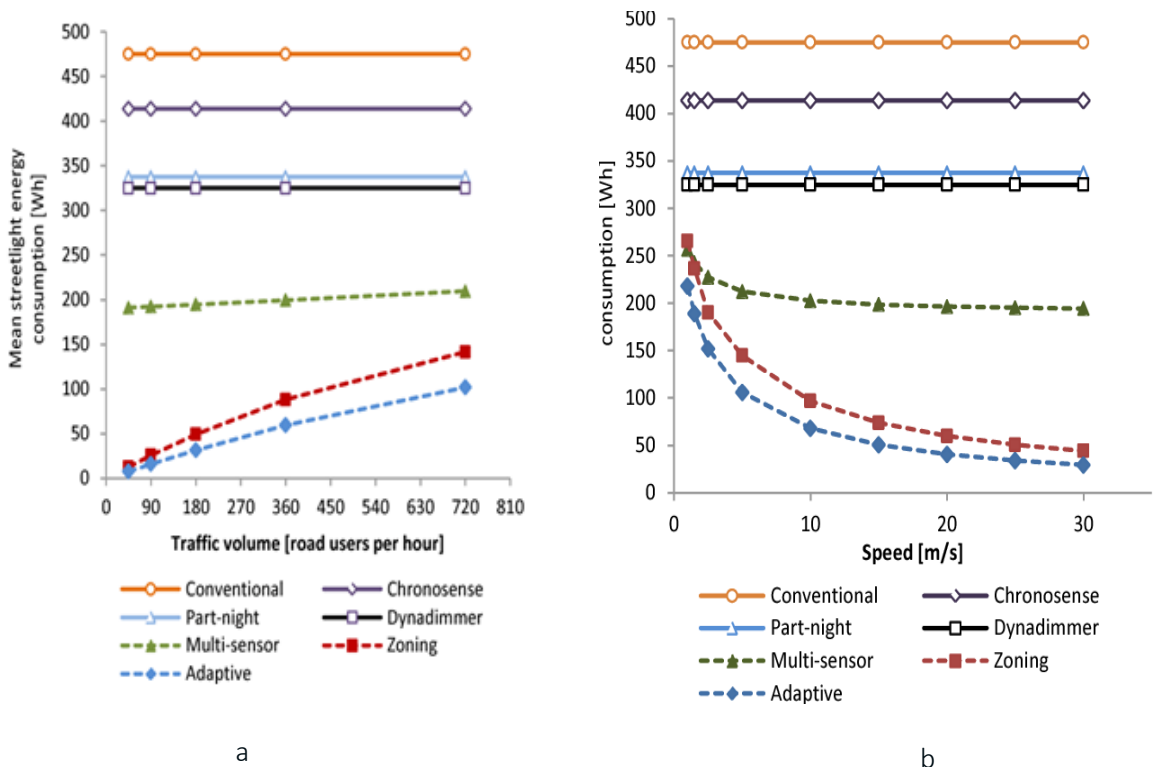 500
450
400
350
300
250
200
150
100
50
0
Mean streetlight energy
consumption [Wh]
0 90 180 270 360 450 540 630 720 810
Traffic volume [road users per hour]
Conventional Chronosense
Part-night Dynadimmer
Multi-sensor Zoning
Adaptive
a
500
450
400
350
300
250
200
150
100
50
0
consumption [Wh]
0 10 20 30
Speed [m/s]
Conventional Chronosense
Part-night Dynadimmer
Multi-sensor Zoning
Adaptive
b